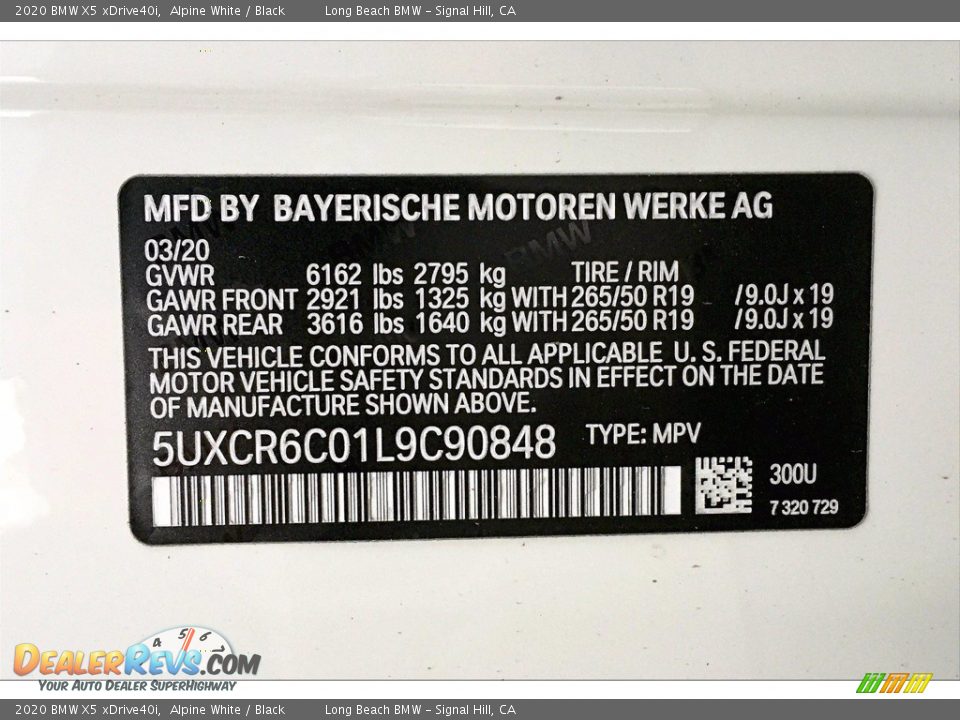 2020 BMW X5 xDrive40i, Alpine White / Black Long Beach BMW - Signal Hill, CA
MFD BY BAYERISCHE MOTOREN WERKE AG
03/20
GVWR 6162 lbs 2795 kg TIRE / RIM
GAWR FRONT 2921 lbs 1325 kg WITH 265/50 R19 /9.0J x 19
GAWR REAR 3616 lbs 1640 kg WITH 265/50 R19 /9.0J x 19
THIS VEHICLE CONFORMS TO ALL APPLICABLE U. S. FEDERAL
MOTOR VEHICLE SAFETY STANDARDS IN EFFECT ON THE DATE
OF MANUFACTURE SHOWN ABOVE.
5UXCR6C01L9C90848 TYPE: MPV
300U
7 320 729
4 5 6
DEALERREVS.COM
YOUR AUTO DEALER SUPERHIGHWAY
2020 BMW X5 xDrive40i, Alpine White / Black Long Beach BMW - Signal Hill, CA